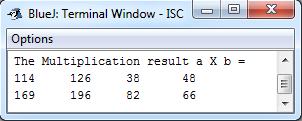 BlueJ: Terminal Window - ISC
Options
The Multiplication result a X b =
114 126 38 48
169 196 82 66